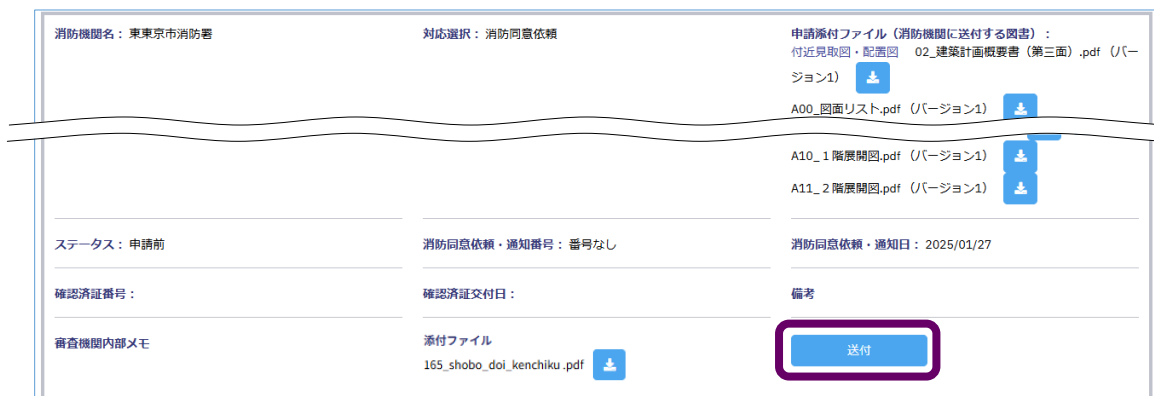 消防機関名： 東東京市消防署
対応選択： 消防同意依頼
申請添付ファイル（消防機関に送付する図書）：
付近見取図・配置図 02_建築計画概要書（第三面）.pdf （バー
ジョン1）
A00_図面リスト.pdf （バージョン1）
A10_１階展開図.pdf （バージョン1）
A11_２階展開図.pdf （バージョン1）
ステータス： 申請前
消防同意依頼・通知番号： 番号なし
消防同意依頼・通知日： 2025/01/27
確認済証番号：
確認済証交付日：
備考
審査機関内部メモ
添付ファイル
165_shobo_doi_kenchiku.pdf
送付